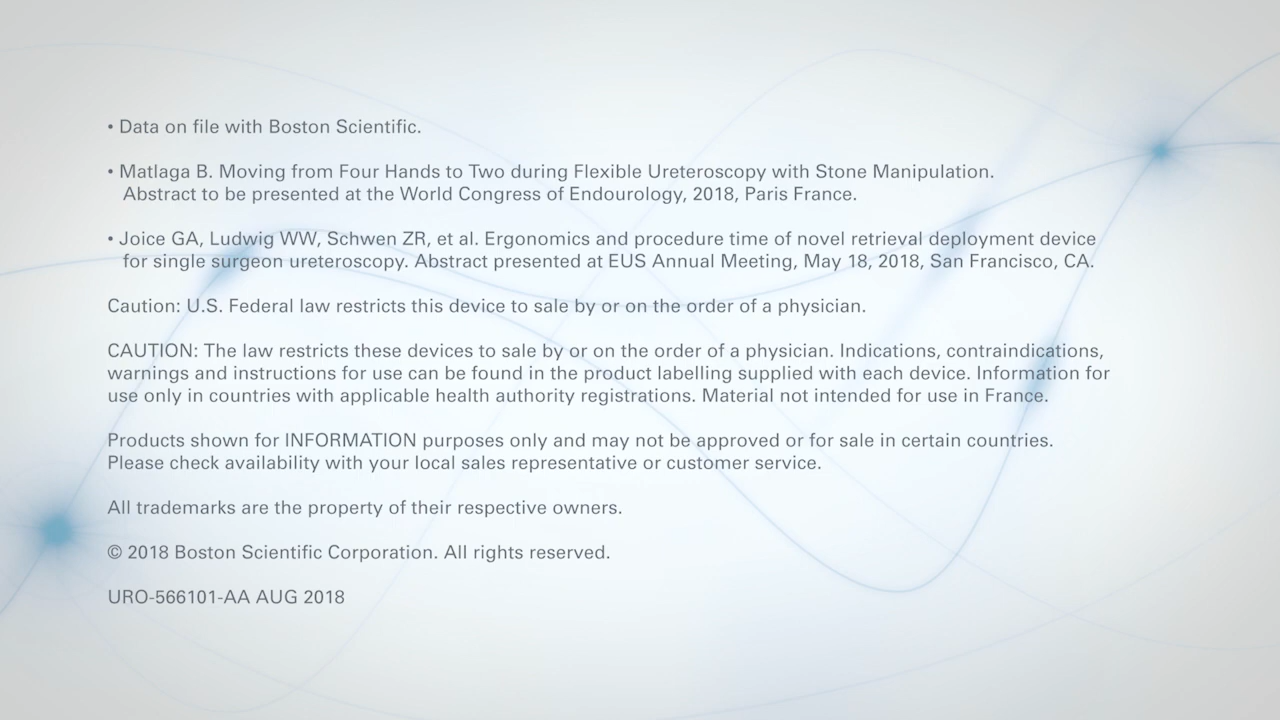 • Data on file with Boston Scientific.
• Matlaga B. Moving from Four Hands to Two during Flexible Ureteroscopy with Stone Manipulation.
Abstract to be presented at the World Congress of Endourology, 2018, Paris France.
• Joice GA, Ludwig WW, Schwen ZR, et al. Ergonomics and procedure time of novel retrieval deployment device
for single surgeon ureteroscopy. Abstract presented at EUS Annual Meeting, May 18, 2018, San Francisco, CA.
Caution: U.S. Federal law restricts this device to sale by or on the order of a physician.
CAUTION: The law restricts these devices to sale by or on the order of a physician. Indications, contraindications,
warnings and instructions for use can be found in the product labelling supplied with each device. Information for
use only in countries with applicable health authority registrations. Material not intended for use in France.
Products shown for INFORMATION purposes only and may not be approved or for sale in certain countries.
Please check availability with your local sales representative or customer service.
All trademarks are the property of their respective owners.
© 2018 Boston Scientific Corporation. All rights reserved.
URO-566101-AA AUG 2018